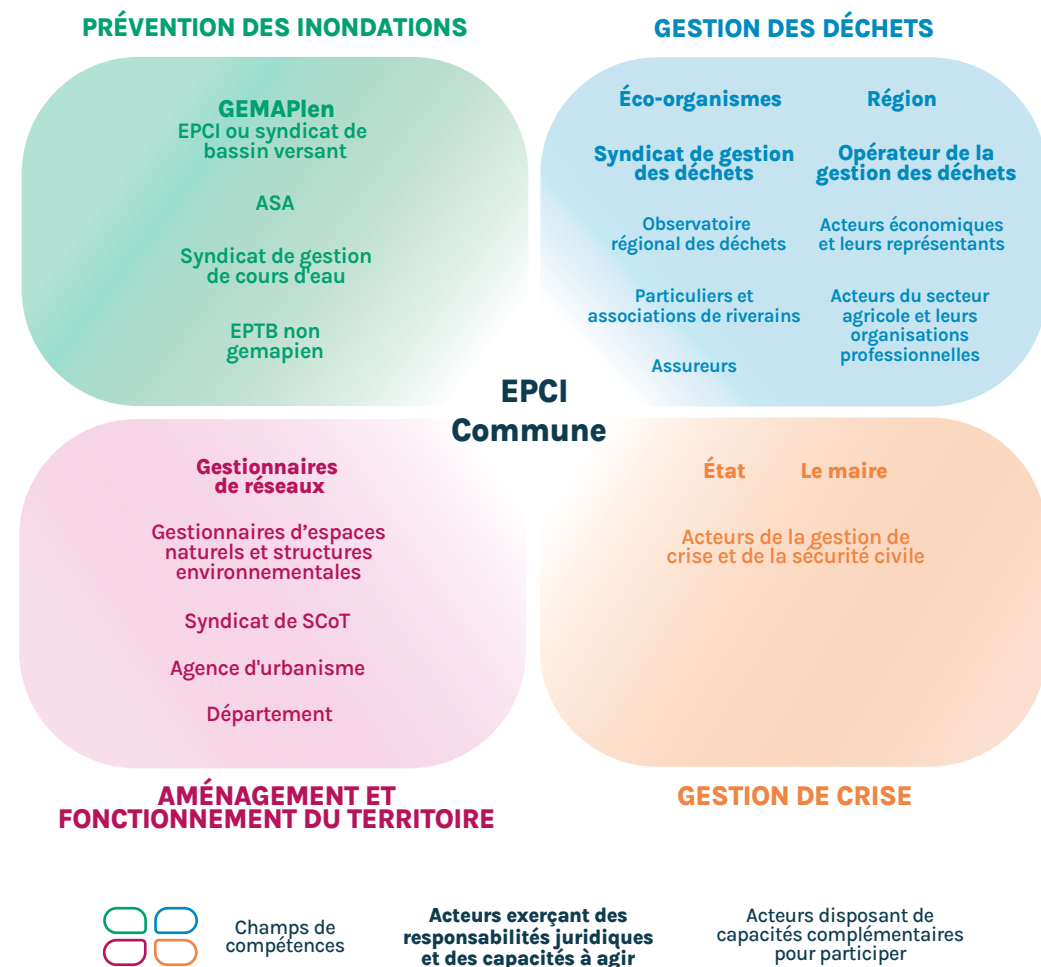 PRÉVENTION DES INONDATIONS
GEMAPIen
EPCI ou syndicat de
bassin versant
ASA
Syndicat de gestion
de cours d'eau
EPTB non
gemapien
GESTION DES DÉCHETS
Éco-organismes
Région
Syndicat de gestion
des déchets
Opérateur de la
gestion des déchets
Observatoire
régional des déchets
Acteurs économiques
et leurs représentants
Particuliers et
associations de riverains
Acteurs du secteur
agricole et leurs
organisations
professionnelles
Assureurs
EPCI
Commune
Gestionnaires
de réseaux
Gestionnaires d’espaces
naturels et structures
environnementales
Syndicat de SCoT
Agence d'urbanisme
Département
AMÉNAGEMENT ET
FONCTIONNEMENT DU TERRITOIRE
État
Le maire
Acteurs de la gestion de
crise et de la sécurité civile
GESTION DE CRISE
Champs de
compétences
Acteurs exerçant des
responsabilités juridiques
et des capacités à agir
Acteurs disposant de
capacités complémentaires
pour participer